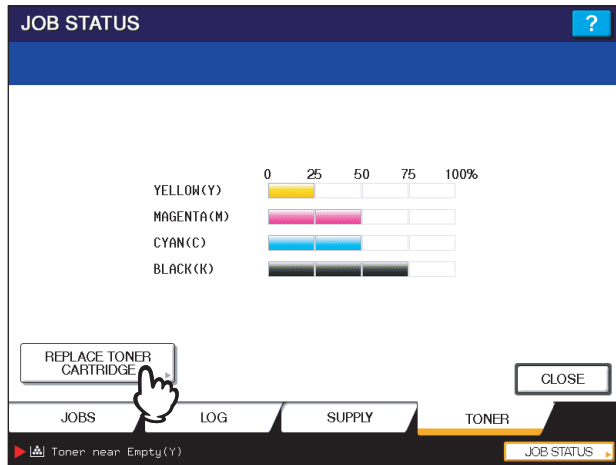 JOB STATUS
?
0 25 50 75 100%
YELLOW(Y)
MAGENTA(M)
CYAN(C)
BLACK(K)
REPLACE TONER
CARTRIDGE
CLOSE
JOBS LOG SUPPLY TONER
Toner near Empty(Y)
JOB STATUS